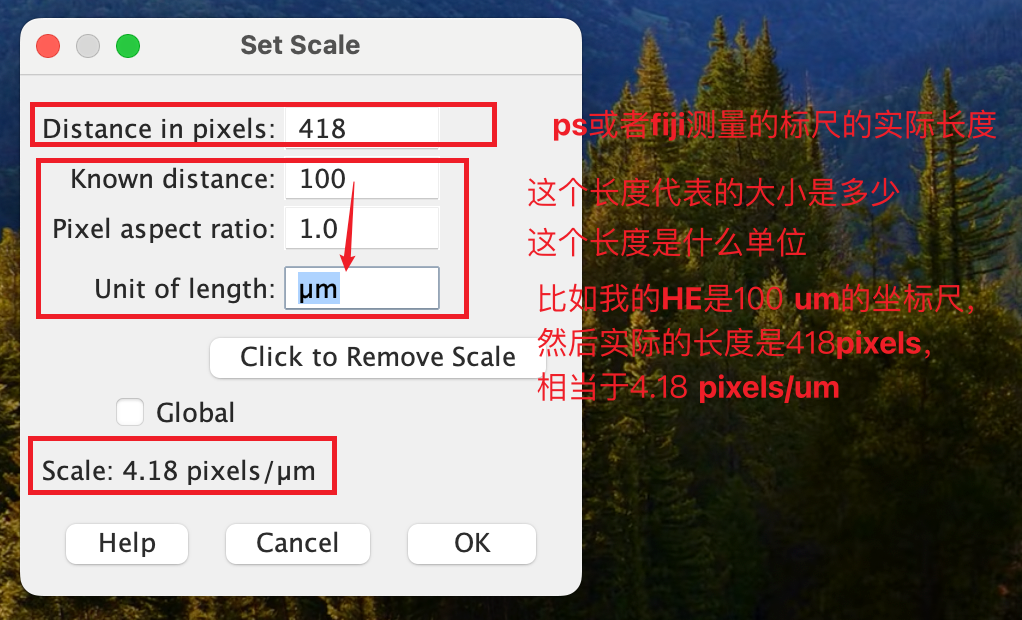 Set Scale
Distance in pixels: 418
ps或者fiji测量的标尺的实际长度
Known distance: 100
这个长度代表的大小是多少
Pixel aspect ratio: 1.0
这个长度是什么单位
Unit of length: µm
比如我的HE是100 um的坐标尺,
然后实际的长度是418pixels,
相当于4.18 pixels/um
Click to Remove Scale
Global
Scale: 4.18 pixels/µm
Help
Cancel
OK